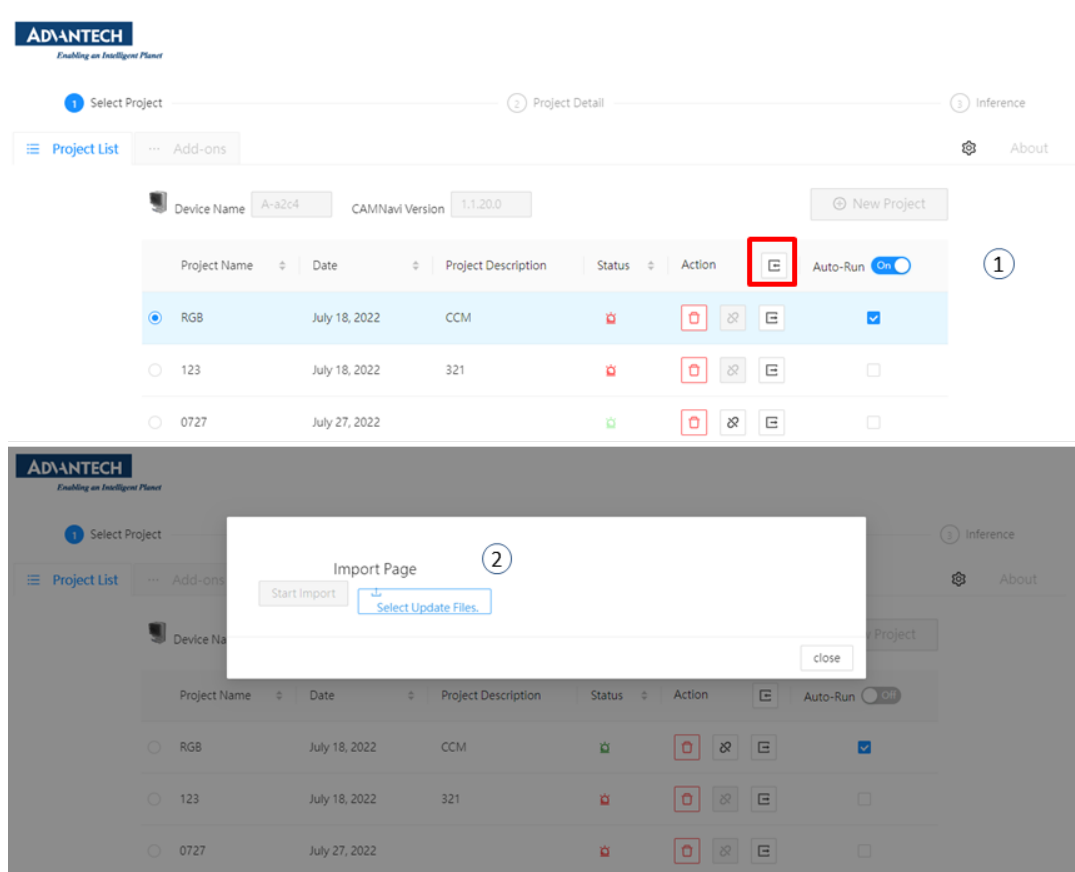 ADVANTECH
Enabling an Intelligent Planet
1 Select Project 2 Project Detail 3 Inference
Project List ··· Add-ons About
Device Name A-a2c4 CAMNavi Version 1.1.20.0 New Project
Project Name Date Project Description Status Action Auto-Run On 1
RGB July 18, 2022 CCM
123 July 18, 2022 321
0727 July 27, 2022
ADVANTECH
Enabling an Intelligent Planet
1 Select Project 3 Inference
2
Import Page
Project List ··· Add-ons About
Start Import Select Update Files.
Device Na Project
close
Project Name Date Project Description Status Action Auto-Run Off
RGB July 18, 2022 CCM
123 July 18, 2022 321
0727 July 27, 2022